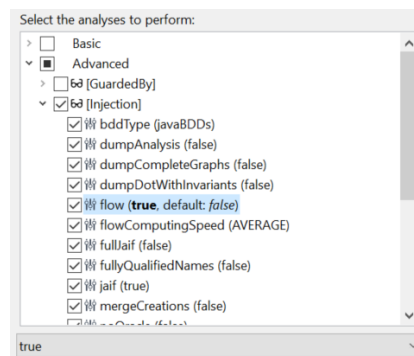 Select the analyses to perform:
Basic
Advanced
[GuardedBy]
[Injection]
bddType (javaBDDs)
dumpAnalysis (false)
dumpCompleteGraphs (false)
dumpDotWithInvariants (false)
flow (true, default: false)
flowComputingSpeed (AVERAGE)
fullJaif (false)
fullyQualifiedNames (false)
jaif (true)
mergeCreations (false)
true